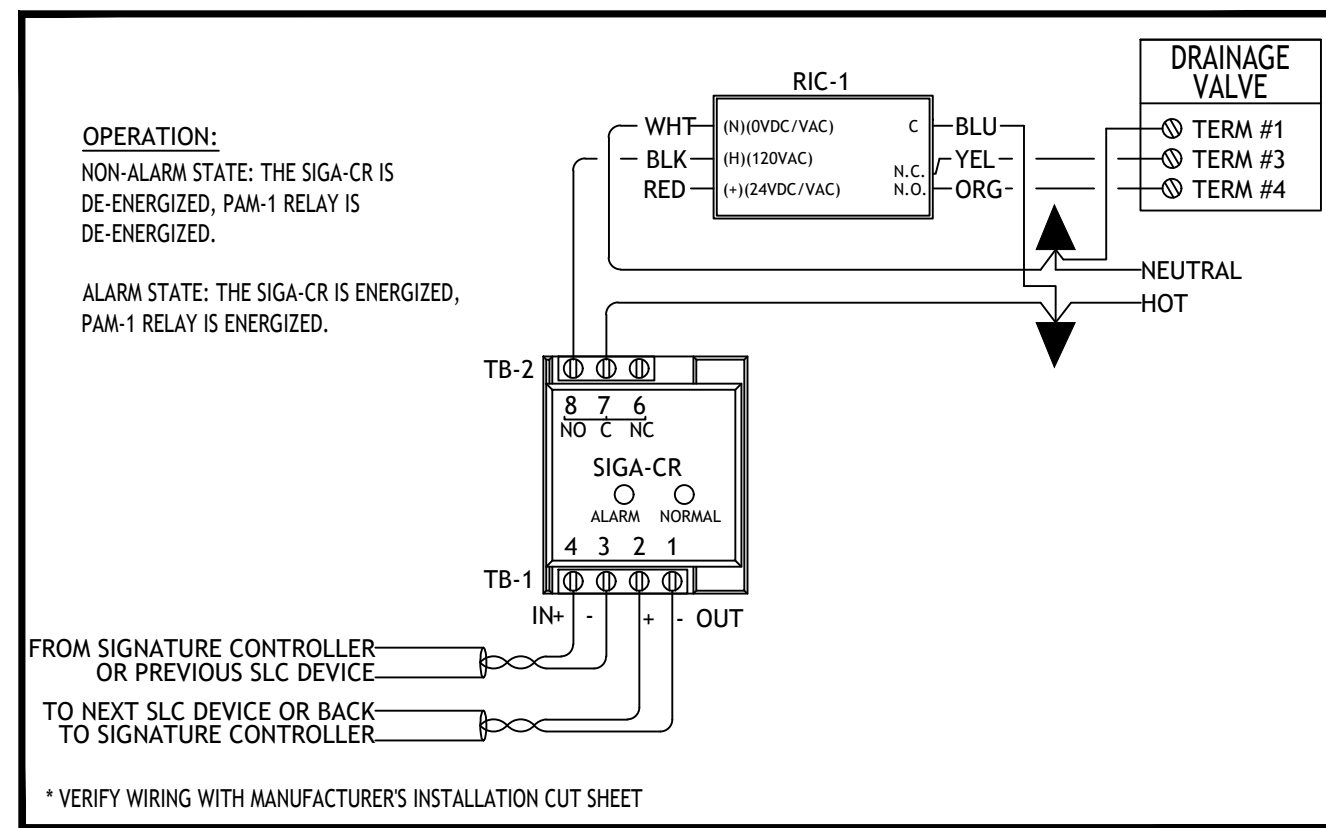 RIC-1
DRAINAGE
VALVE
WHT (N)(0VDC/VAC) C BLU TERM #1
BLK (H)(120VAC) N.C. YEL TERM #3
RED (+)(24VDC/VAC) N.O. ORG TERM #4
OPERATION:
NON-ALARM STATE: THE SIGA-CR IS
DE-ENERGIZED, PAM-1 RELAY IS
DE-ENERGIZED.
ALARM STATE: THE SIGA-CR IS ENERGIZED,
PAM-1 RELAY IS ENERGIZED.
NEUTRAL
HOT
TB-2
8 7 6
NO C NC
SIGA-CR
ALARM NORMAL
4 3 2 1
TB-1
IN+ - + - OUT
FROM SIGNATURE CONTROLLER
OR PREVIOUS SLC DEVICE
TO NEXT SLC DEVICE OR BACK
TO SIGNATURE CONTROLLER
* VERIFY WIRING WITH MANUFACTURER'S INSTALLATION CUT SHEET